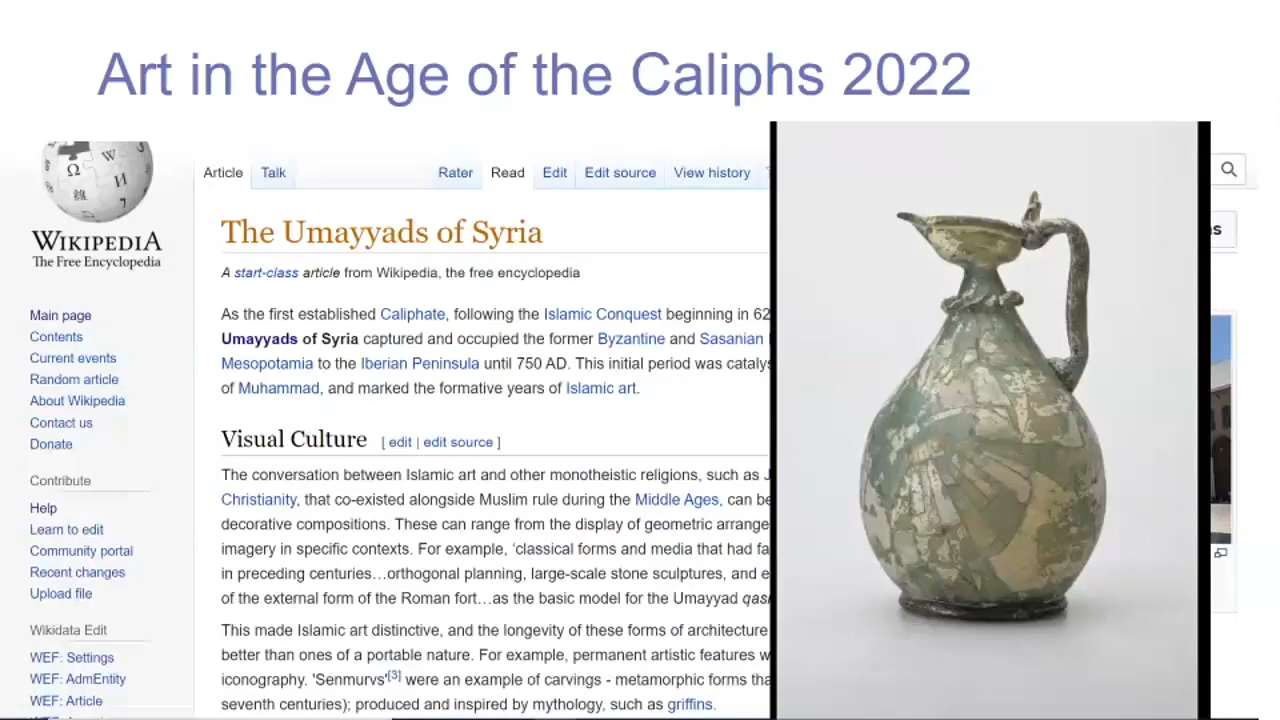 Art in the Age of the Caliphs 2022
WIKIPEDIA
The Free Encyclopedia
Main page
Contents
Current events
Random article
About Wikipedia
Contact us
Donate
Contribute
Help
Learn to edit
Community portal
Recent changes
Upload file
Wikidata Edit
WEF: Settings
WEF: AdmEntity
WEF: Article
Article Talk Rater Read Edit Edit source View history
The Umayyads of Syria
A start-class article from Wikipedia, the free encyclopedia
As the first established Caliphate, following the Islamic Conquest beginning in 62
Umayyads of Syria captured and occupied the former Byzantine and Sasanian
Mesopotamia to the Iberian Peninsula until 750 AD. This initial period was cataly
of Muhammad, and marked the formative years of Islamic art.
Visual Culture [ edit | edit source ]
The conversation between Islamic art and other monotheistic religions, such as J
Christianity, that co-existed alongside Muslim rule during the Middle Ages, can be
decorative compositions. These can range from the display of geometric arrange
imagery in specific contexts. For example, ‘classical forms and media that had fa
in preceding centuries…orthogonal planning, large-scale stone sculptures, and e
of the external form of the Roman fort…as the basic model for the Umayyad qas
This made Islamic art distinctive, and the longevity of these forms of architecture
better than ones of a portable nature. For example, permanent artistic features w
iconography. 'Senmurvs'[3] were an example of carvings - metamorphic forms tha
seventh centuries); produced and inspired by mythology, such as griffins.